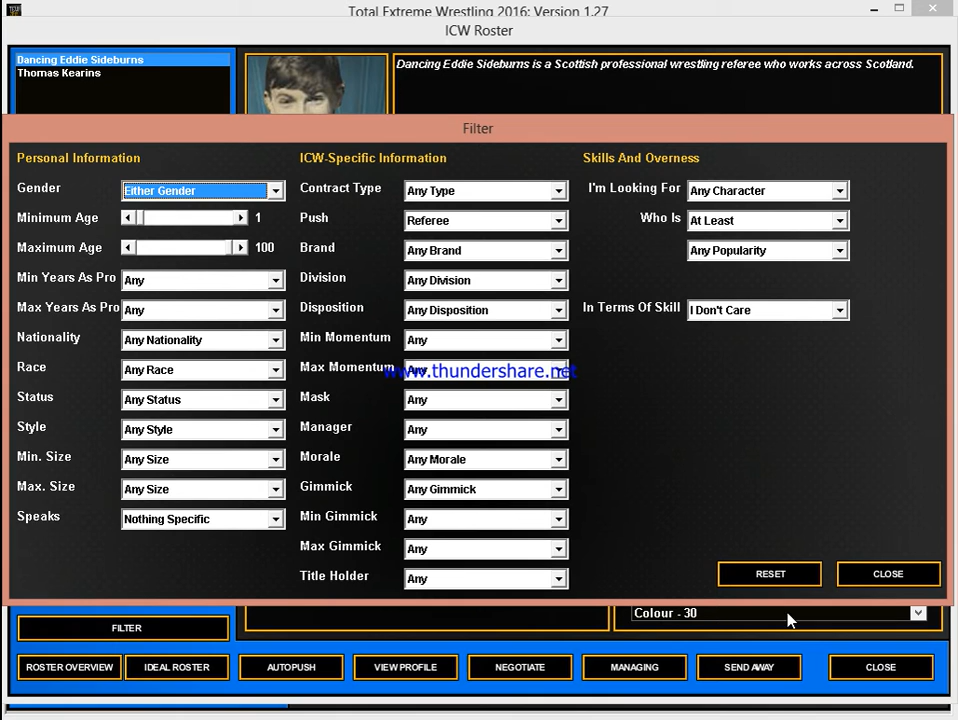 Total Extreme Wrestling 2016: Version 1.27
ICW Roster
Dancing Eddie Sideburns
Thomas Kearins
Dancing Eddie Sideburns is a Scottish professional wrestling referee who works across Scotland.
Filter
Personal Information
Gender Either Gender
Minimum Age 1
Maximum Age 100
Min Years As Pro Any
Max Years As Pro Any
Nationality Any Nationality
Race Any Race
Status Any Status
Style Any Style
Min. Size Any Size
Max. Size Any Size
Speaks Nothing Specific
ICW-Specific Information
Contract Type Any Type
Push Referee
Brand Any Brand
Division Any Division
Disposition Any Disposition
Min Momentum Any
Max Momentum Any
www.thundershare.net
Mask Any
Manager Any
Morale Any Morale
Gimmick Any Gimmick
Min Gimmick Any
Max Gimmick Any
Title Holder Any
Skills And Overness
I'm Looking For Any Character
Who Is At Least
Any Popularity
In Terms Of Skill I Don't Care
RESET CLOSE
Colour - 30
FILTER
ROSTER OVERVIEW IDEAL ROSTER AUTOPUSH VIEW PROFILE NEGOTIATE MANAGING SEND AWAY CLOSE